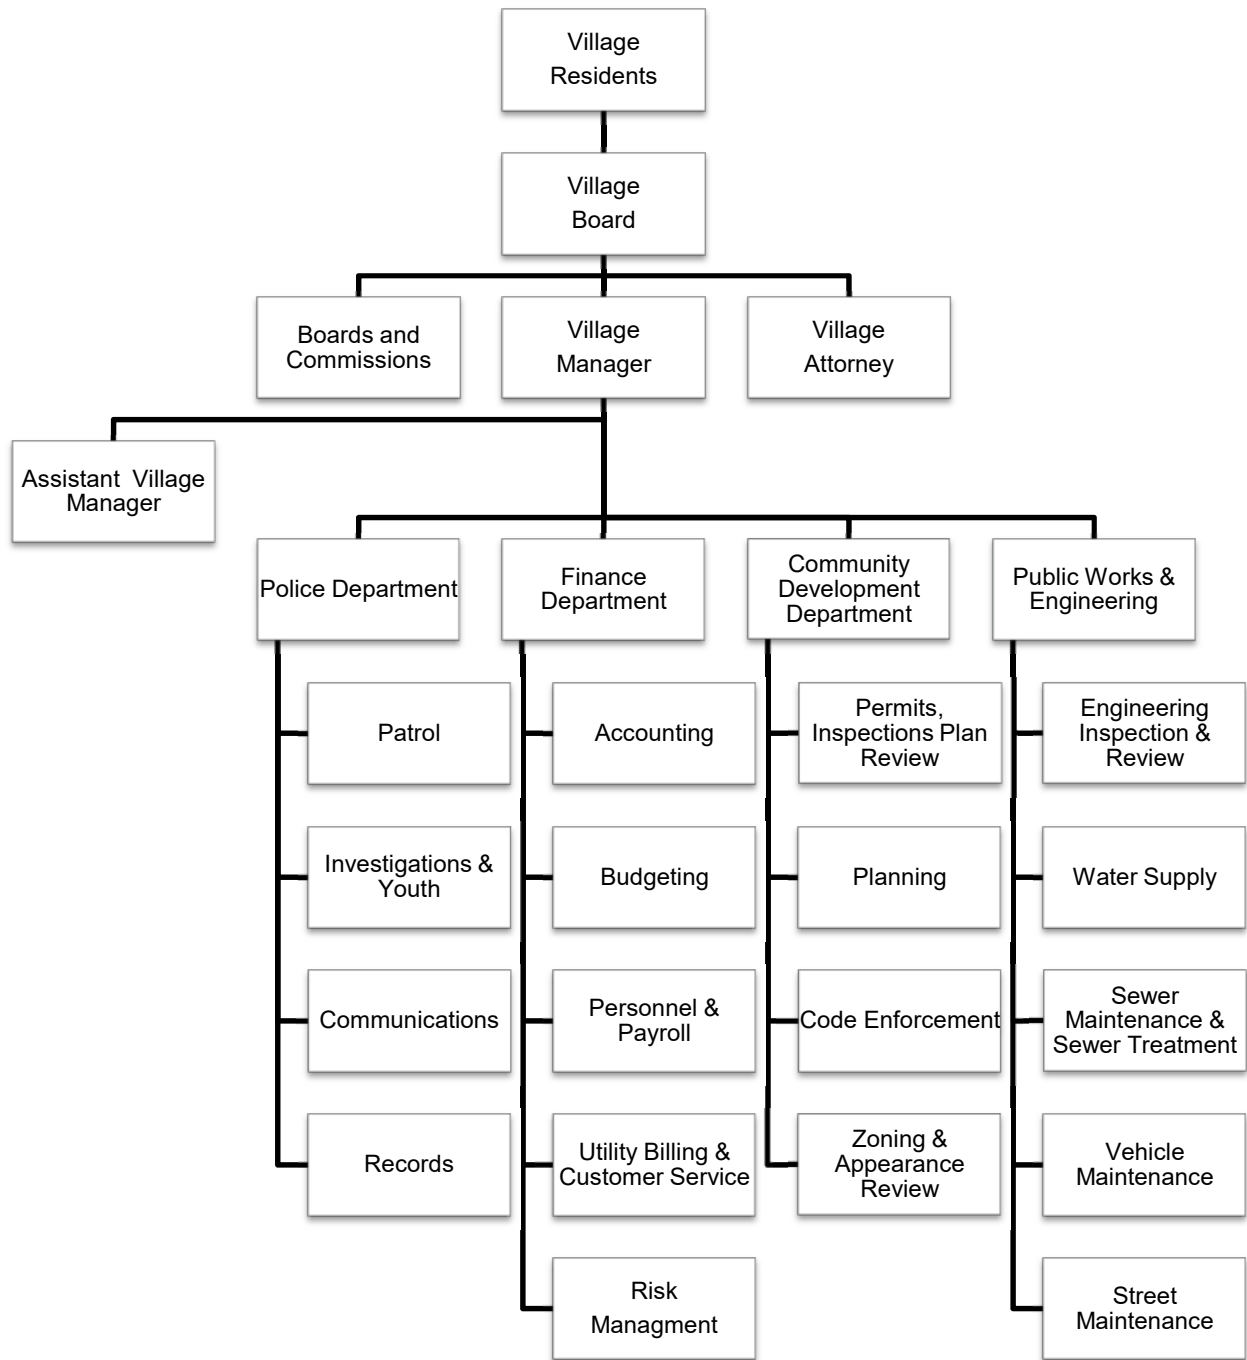 Village
Residents
Village
Board
Boards and
Commissions
Village
Manager
Village
Attorney
Assistant Village
Manager
Police Department
Finance
Department
Community
Development
Department
Public Works &
Engineering
Patrol
Accounting
Permits,
Inspections Plan
Review
Engineering
Inspection &
Review
Investigations &
Youth
Budgeting
Planning
Water Supply
Communications
Personnel &
Payroll
Code Enforcement
Sewer
Maintenance &
Sewer Treatment
Records
Utility Billing &
Customer Service
Zoning &
Appearance
Review
Vehicle
Maintenance
Risk
Managment
Street
Maintenance